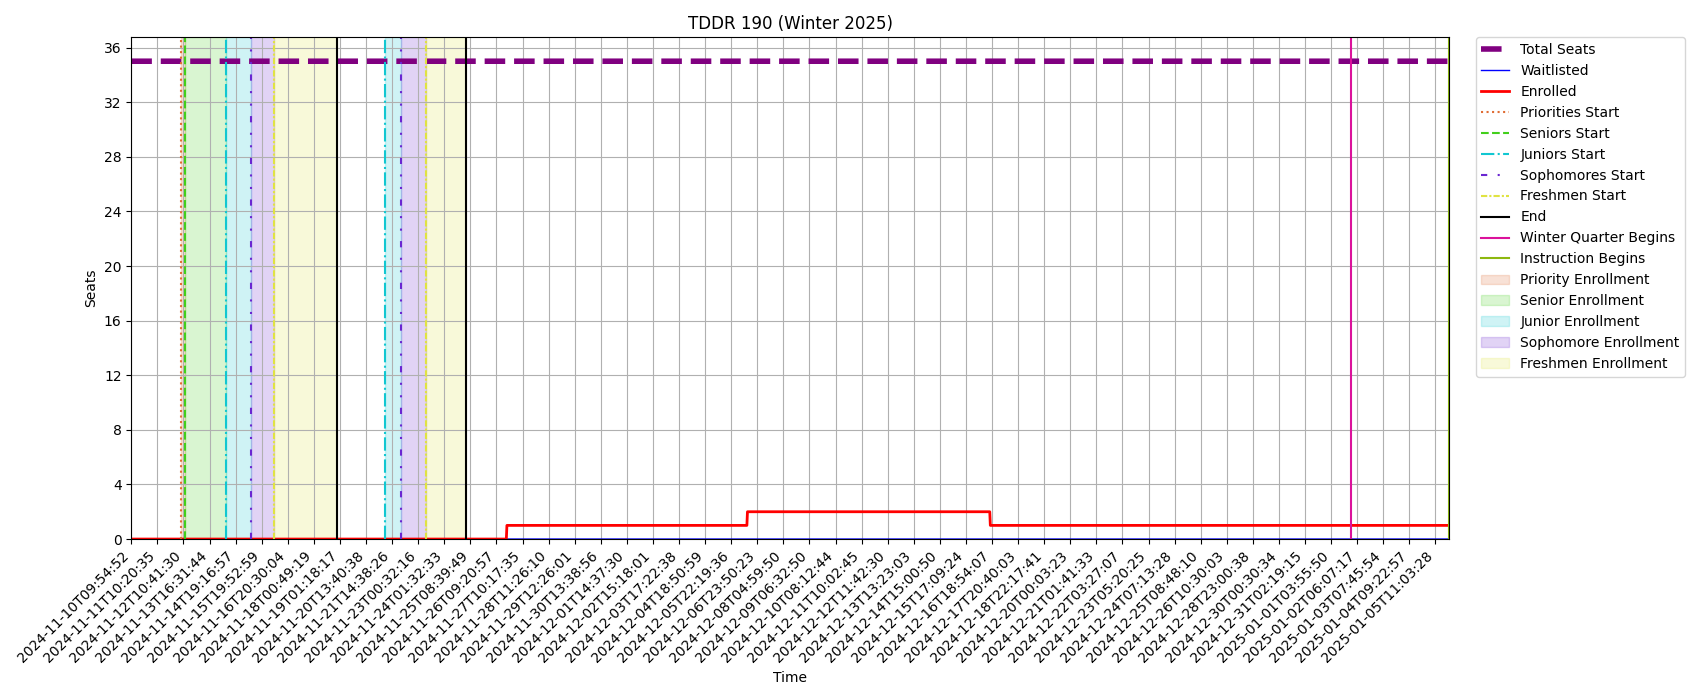 TDDR 190 (Winter 2025)
Seats
36
32
28
24
20
16
12
8
4
0
2024-11-10T09:54:52
2024-11-11T10:20:35
2024-11-12T10:41:30
2024-11-13T16:31:44
2024-11-14T19:16:57
2024-11-15T19:52:59
2024-11-16T20:30:04
2024-11-18T00:49:19
2024-11-19T01:18:17
2024-11-20T13:40:38
2024-11-21T14:38:26
2024-11-23T00:32:16
2024-11-24T01:32:33
2024-11-25T08:39:49
2024-11-26T09:20:57
2024-11-27T10:17:35
2024-11-28T11:26:10
2024-11-29T12:26:01
2024-11-30T13:38:56
2024-12-01T14:37:30
2024-12-02T15:18:01
2024-12-03T17:22:38
2024-12-04T18:50:59
2024-12-05T22:19:36
2024-12-06T23:50:23
2024-12-08T04:59:50
2024-12-09T06:32:50
2024-12-10T08:12:44
2024-12-11T10:02:45
2024-12-12T11:42:30
2024-12-13T13:23:03
2024-12-14T15:00:50
2024-12-15T17:09:24
2024-12-16T18:54:07
2024-12-17T20:40:03
2024-12-18T22:17:41
2024-12-20T00:03:23
2024-12-21T01:41:33
2024-12-22T03:27:07
2024-12-23T05:20:25
2024-12-24T07:13:28
2024-12-25T08:48:10
2024-12-26T10:30:03
2024-12-28T23:00:38
2024-12-30T00:30:34
2024-12-31T02:19:15
2025-01-01T03:55:50
2025-01-02T06:07:17
2025-01-03T07:45:54
2025-01-04T09:22:57
2025-01-05T11:03:28
Time
Total Seats
Waitlisted
Enrolled
Priorities Start
Seniors Start
Juniors Start
Sophomores Start
Freshmen Start
End
Winter Quarter Begins
Instruction Begins
Priority Enrollment
Senior Enrollment
Junior Enrollment
Sophomore Enrollment
Freshmen Enrollment